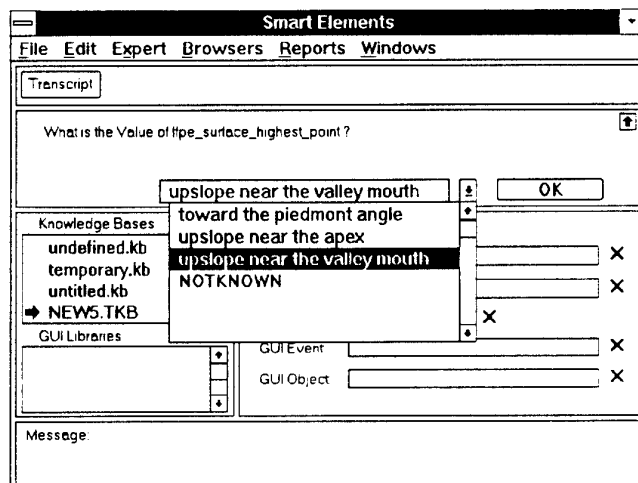 Smart Elements
File Edit Expert Browsers Reports Windows
Transcript
What is the Value of ffpe_surface_highest_point ?
upslope near the valley mouth
OK
toward the piedmont angle
upslope near the apex
upslope near the valley mouth
NOTKNOWN
Knowledge Bases
undefined.kb
temporary.kb
untitled.kb
NEW5.TKB
GUI Libraries
GUI Event
GUI Object
Message: